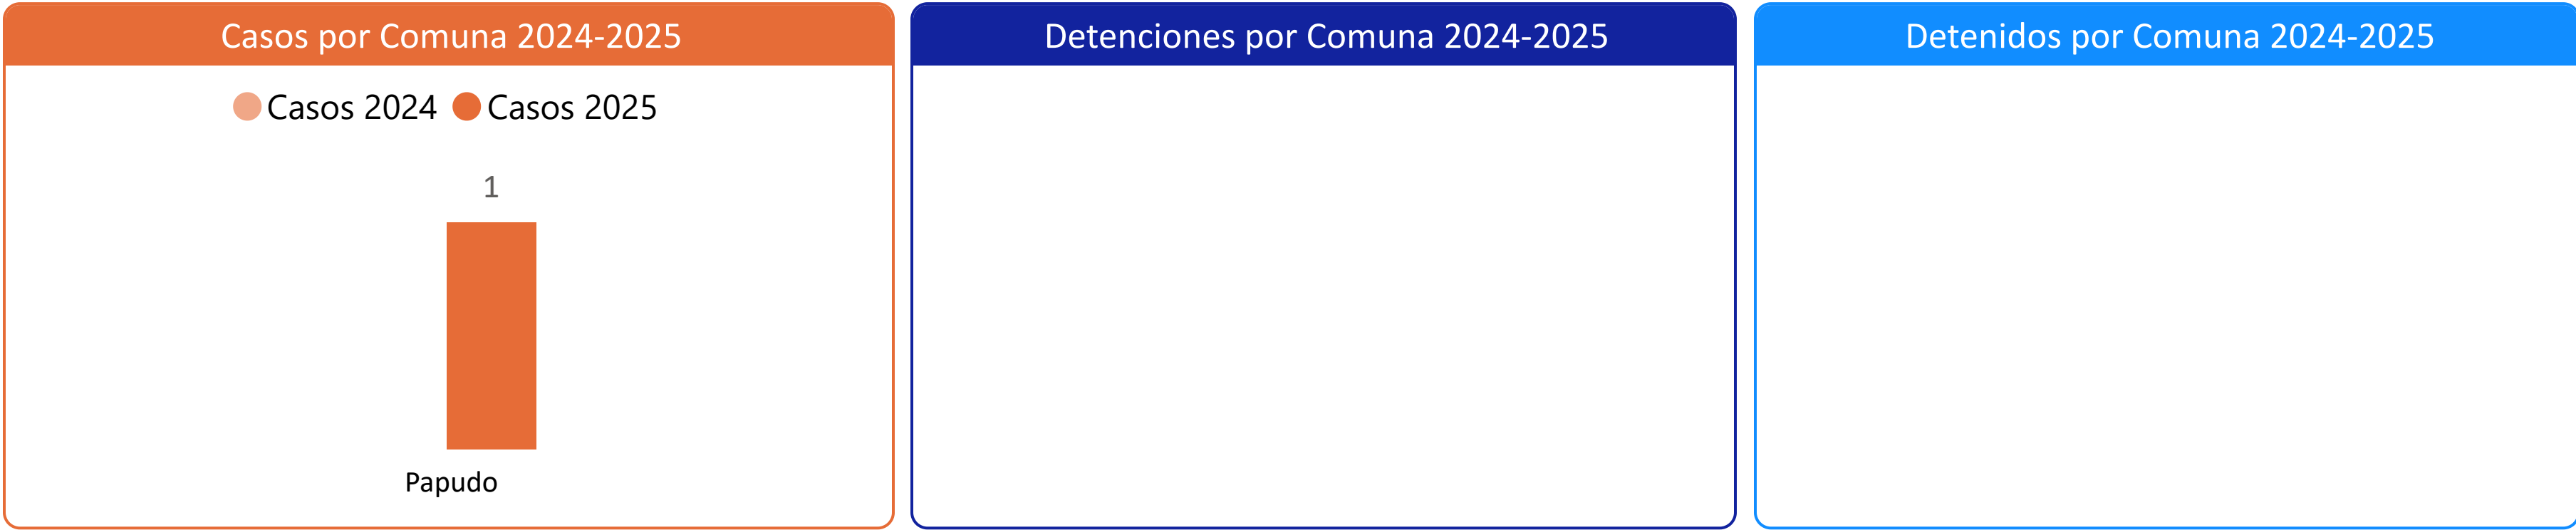 Casos por Comuna 2024-2025
Casos 2024 Casos 2025
1
Papudo
Detenciones por Comuna 2024-2025
Detenidos por Comuna 2024-2025